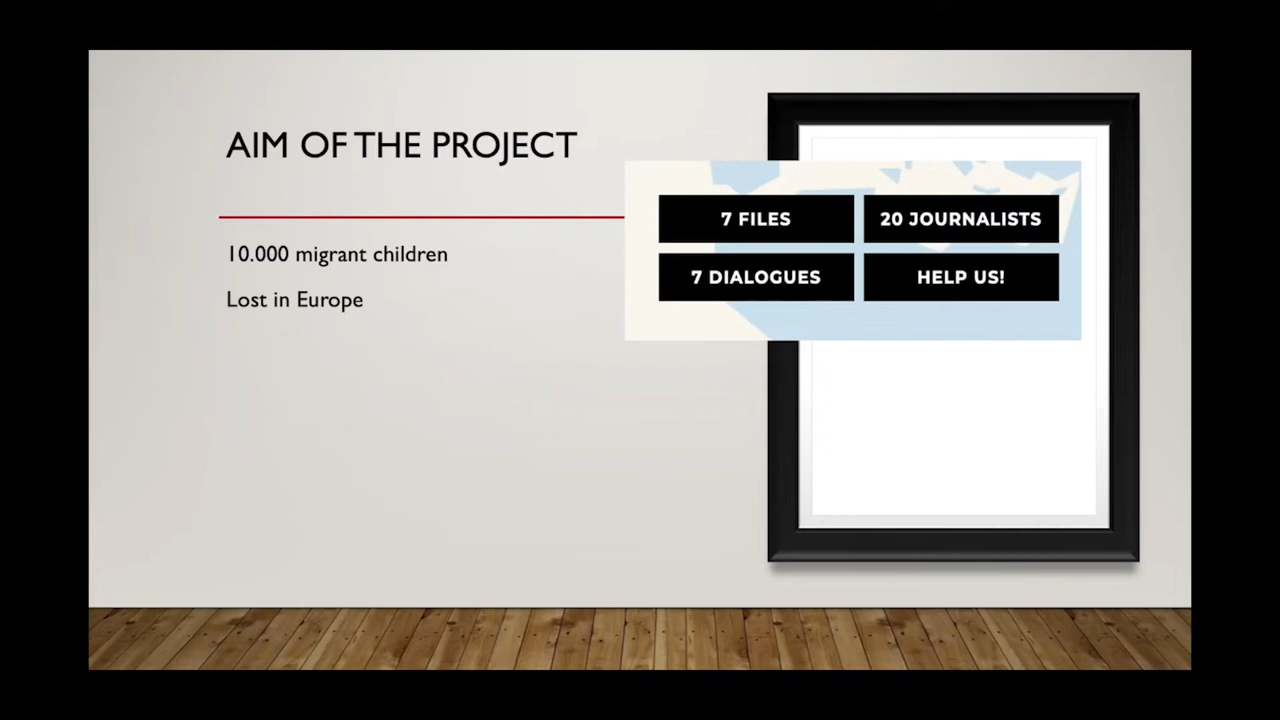 AIM OF THE PROJECT
10.000 migrant children
Lost in Europe
7 FILES
20 JOURNALISTS
7 DIALOGUES
HELP US!